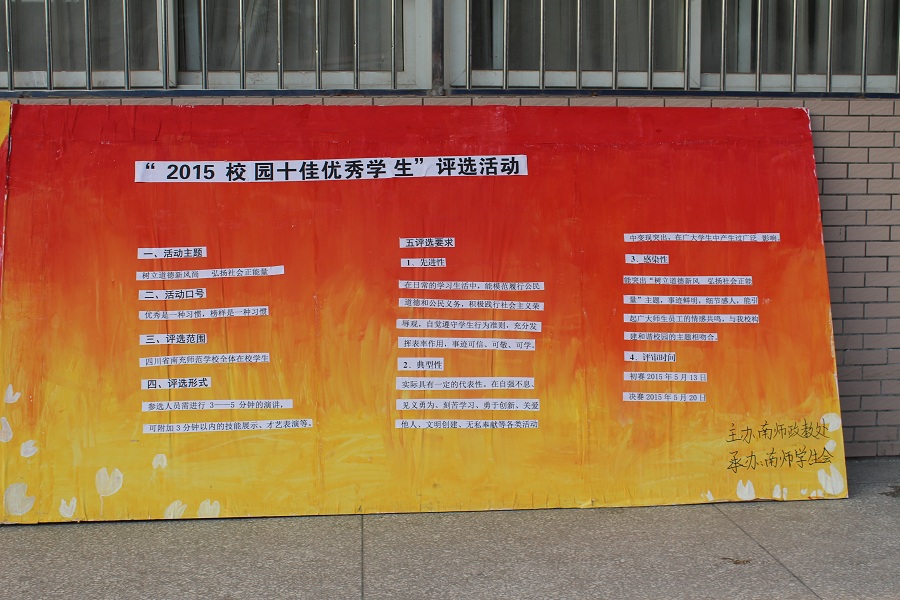 “2015 校园十佳优秀学生”评选活动
一、活动主题
树立道德新风尚 弘扬社会正能量
二、活动口号
优秀是一种习惯，榜样是一种习惯
三、评选范围
四川省南充师范学校全体在校学生
四、评选形式
参选人员需进行 3——5 分钟的演讲，
可附加 3 分钟以内的技能展示、才艺表演等。
五评选要求
1、先进性
在日常的学习生活中，能模范履行公民
道德和公民义务，积极践行社会主义荣
辱观，自觉遵守学生行为准则，充分发
挥表率作用，事迹可信、可敬、可学。
2、典型性
实际具有一定的代表性。在自强不息、
见义勇为、刻苦学习、勇于创新、关爱
他人、文明创建、无私奉献等各类活动
中变现突出，在广大学生中产生过广泛 影响。
3、感染性
能突出“树立道德新风 弘扬社会正能
量”主题，事迹鲜明，细节感人，能引
起广大师生员工的情感共鸣，与我校构
建和谐校园的主题相吻合。
4、评审时间
初赛 2015 年 5 月 13 日
决赛 2015 年 5 月 20 日
主办：南师政教处
承办：南师学生会